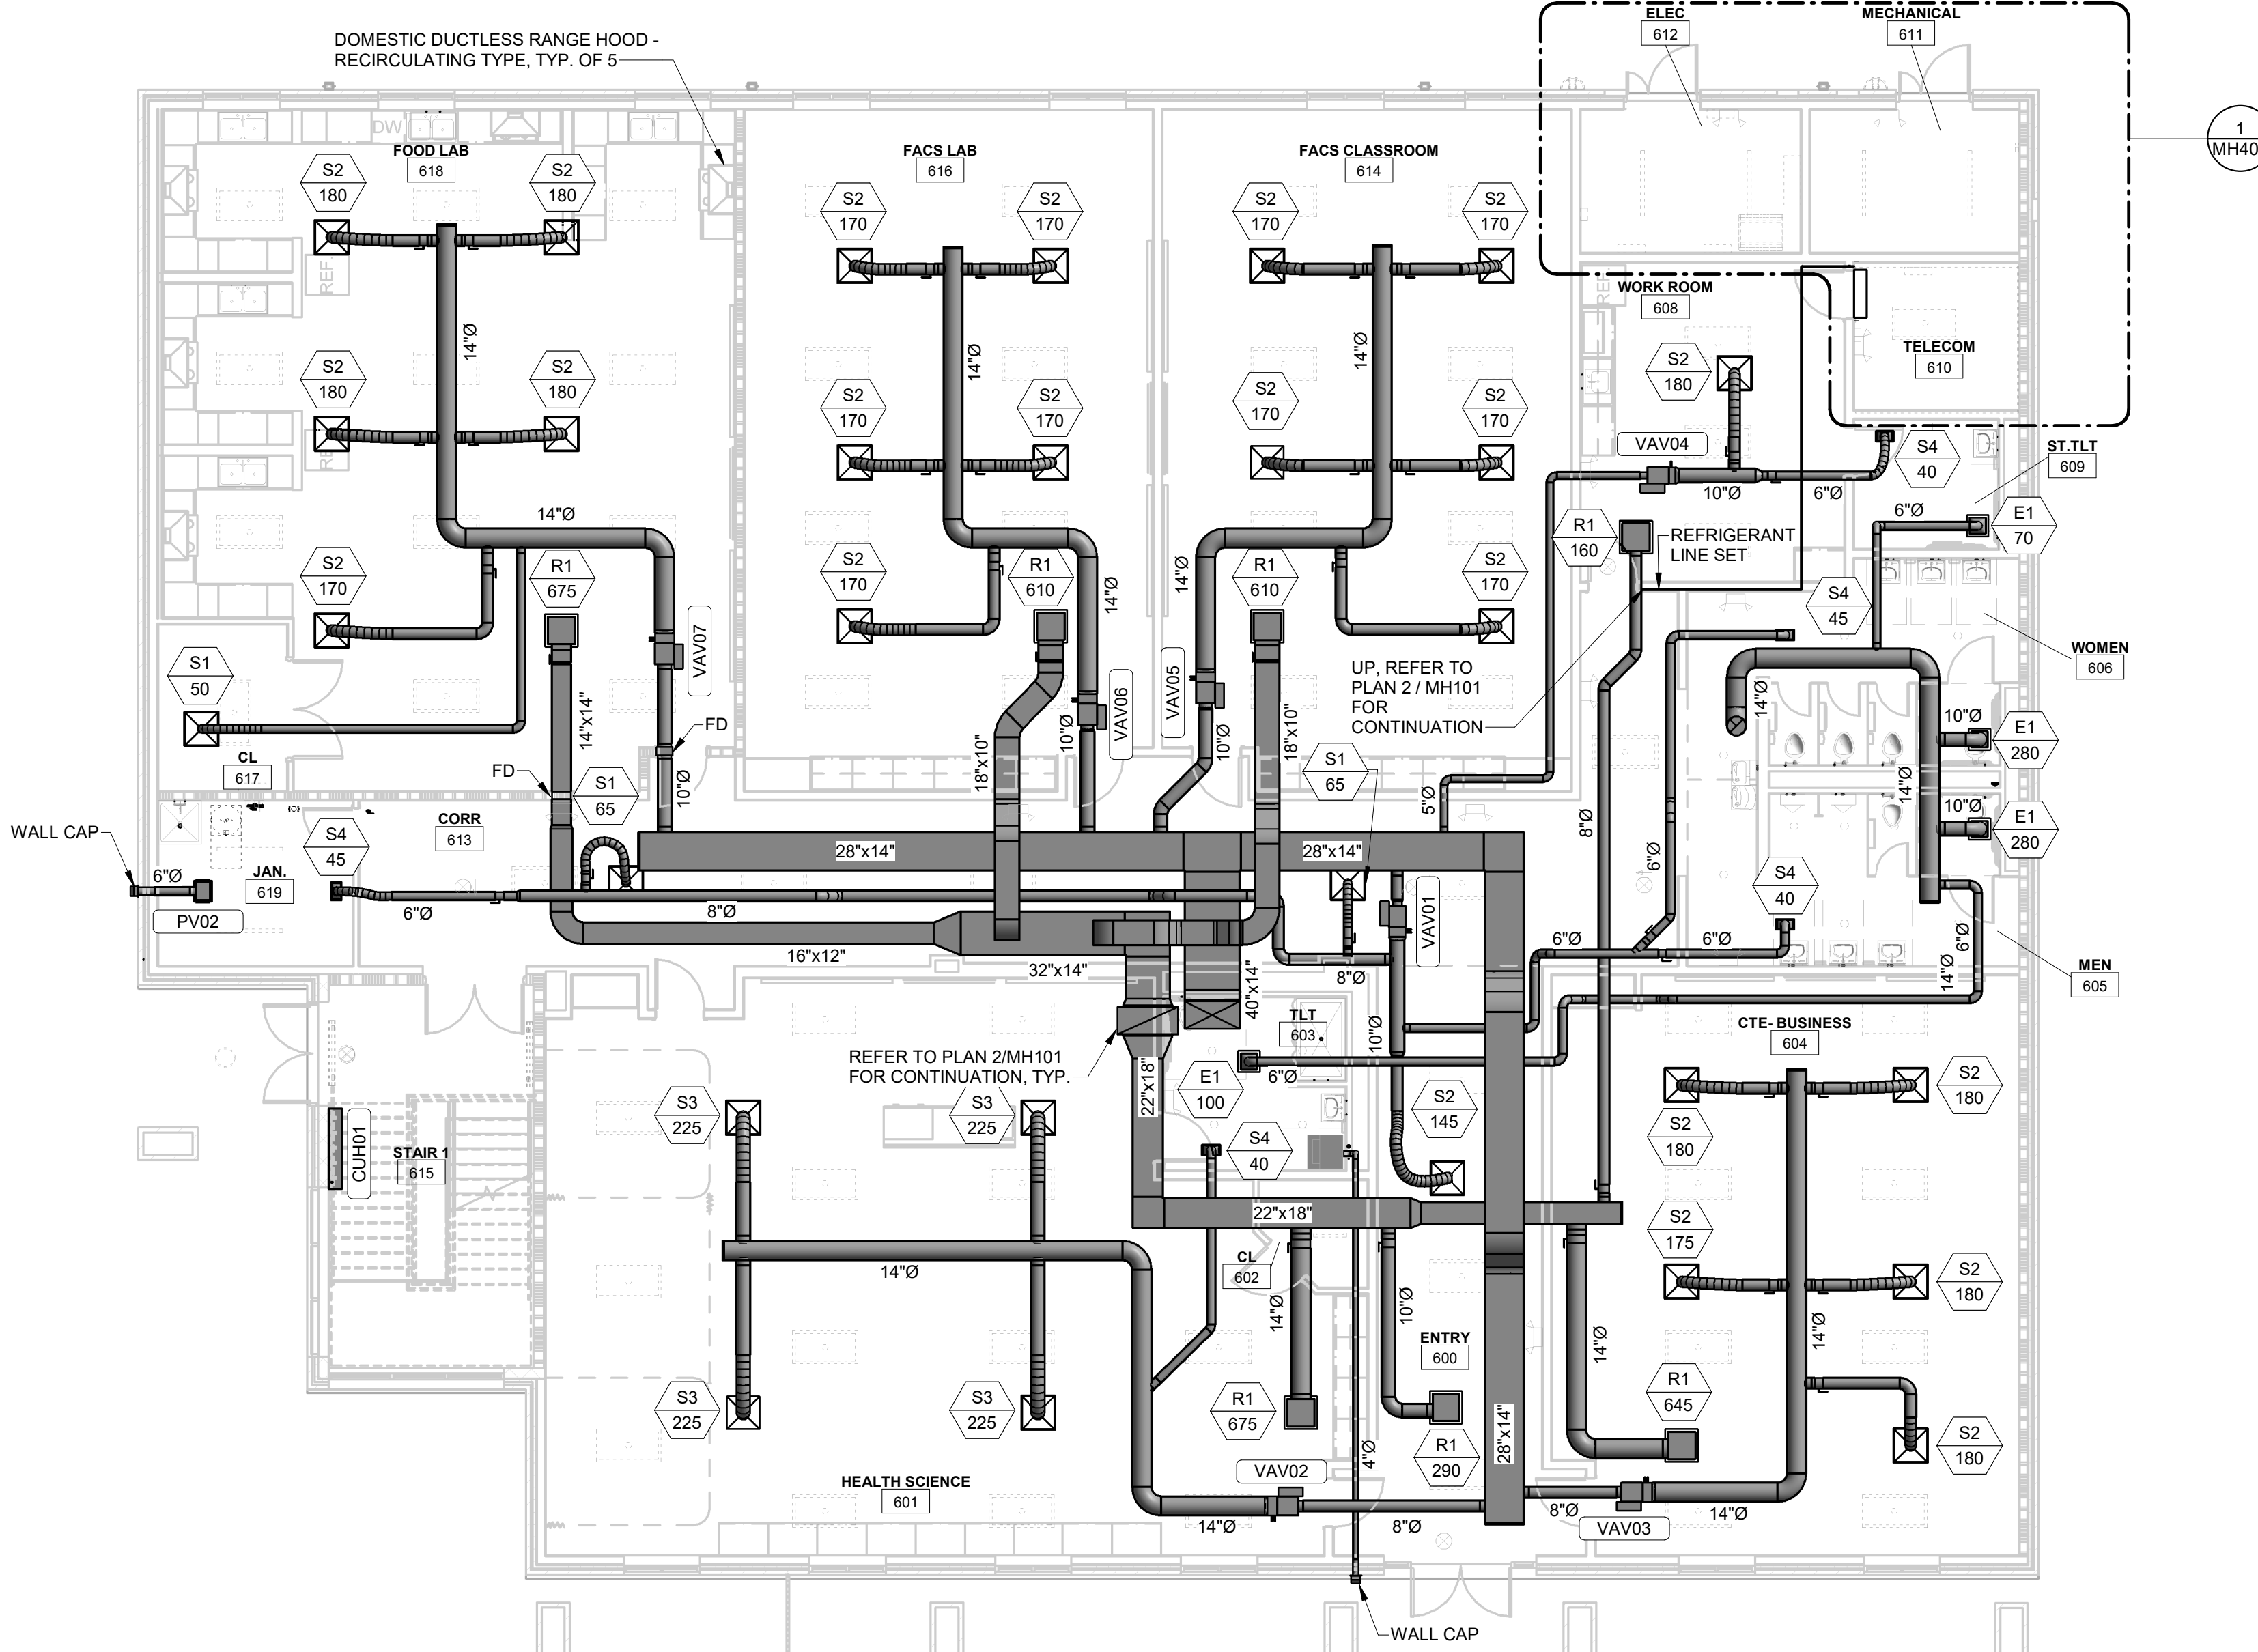 ELEC
612
MECHANICAL
611
DOMESTIC DUCTLESS RANGE HOOD -
RECIRCULATING TYPE, TYP. OF 5
1
MH40
DW
FOOD LAB
618
FACS LAB
616
FACS CLASSROOM
614
S2
180
S2
180
S2
170
S2
170
S2
170
S2
170
REF.
REF.
WORK ROOM
608
14"Ø
14"Ø
14"Ø
TELECOM
610
S2
180
S2
180
S2
180
S2
170
S2
170
S2
170
S2
170
VAV04
S4
40
ST.TLT
609
10"Ø
6"Ø
14"Ø
6"Ø
E1
70
R1
160
REFRIGERANT
LINE SET
S2
170
R1
675
S2
170
R1
610
14"Ø
14"Ø
R1
610
S2
170
S4
45
WOMEN
606
S1
50
VAV07
VAV06
VAV05
UP, REFER TO
PLAN 2 / MH101
FOR
CONTINUATION
14"Ø
14"x14"
FD
10"Ø
18"x10"
10"Ø
10"Ø
18"x10"
10"Ø
E1
280
CL
617
FD
S1
65
S1
65
5"Ø
8"Ø
14"Ø
10"Ø
E1
280
WALL CAP
CORR
613
S4
45
28"x14"
28"x14"
6"Ø
6"Ø
JAN.
619
S4
40
PV02
6"Ø
8"Ø
VAV01
6"Ø
6"Ø
6"Ø
14"Ø
16"x12"
32"x14"
8"Ø
40"x14"
MEN
605
TLT
603
CTE- BUSINESS
604
REFER TO PLAN 2/MH101
FOR CONTINUATION, TYP.
10"Ø
22"x18"
E1
100
6"Ø
S2
145
S3
225
S3
225
S2
180
S2
180
CUH01
STAIR 1
615
S4
40
22"x18"
S2
175
14"Ø
CL
602
S2
180
14"Ø
10"Ø
ENTRY
600
14"Ø
14"Ø
S3
225
S3
225
R1
675
R1
645
R1
290
28"x14"
S2
180
4"Ø
HEALTH SCIENCE
601
VAV02
14"Ø
8"Ø
8"Ø
VAV03
14"Ø
WALL CAP